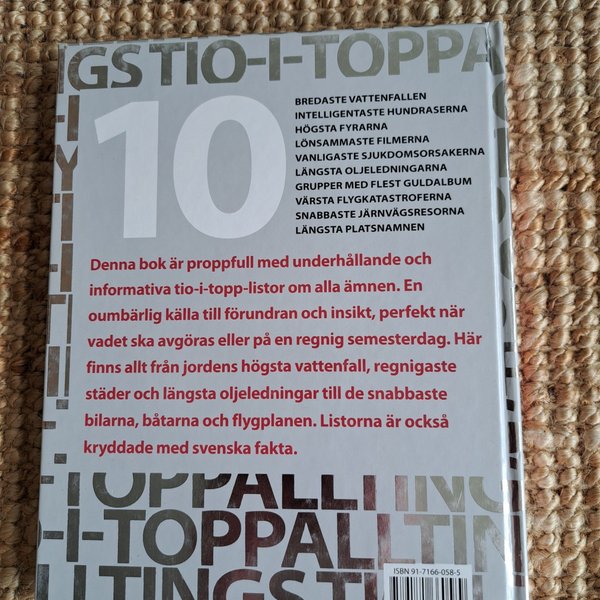 NGS TIO-I-TOPPA
10
BREDASTE VATTENFALLEN
INTELLIGENTASTE HUNDRASERNA
HÖGSTA FYRARNA
LÖNSAMMASTE FILMERNA
VANLIGASTE SJUKDOMSORSAKERNA
LÄNGSTA OLJELEDNINGARNA
GRUPPER MED FLEST GULDALBUM
VÄRSTA FLYGKATASTROFERNA
SNABBASTE JÄRNVÄGSRESORNA
LÄNGSTA PLATSNAMNEN
Denna bok är proppfull med underhållande och
informativa tio-i-topp-listor om alla ämnen. En
oumbärlig källa till förundran och insikt, perfekt när
vadet ska avgöras eller på en regnig semesterdag. Här
finns allt från jordens högsta vattenfall, regnigaste
städer och längsta oljeledningar till de snabbaste
bilarna, båtarna och flygplanen. Listorna är också
kryddade med svenska fakta.
-TOPPALLTING
O-I-TOPPALLTIN
LLTINGSTI
ISBN 91-7166-058-5